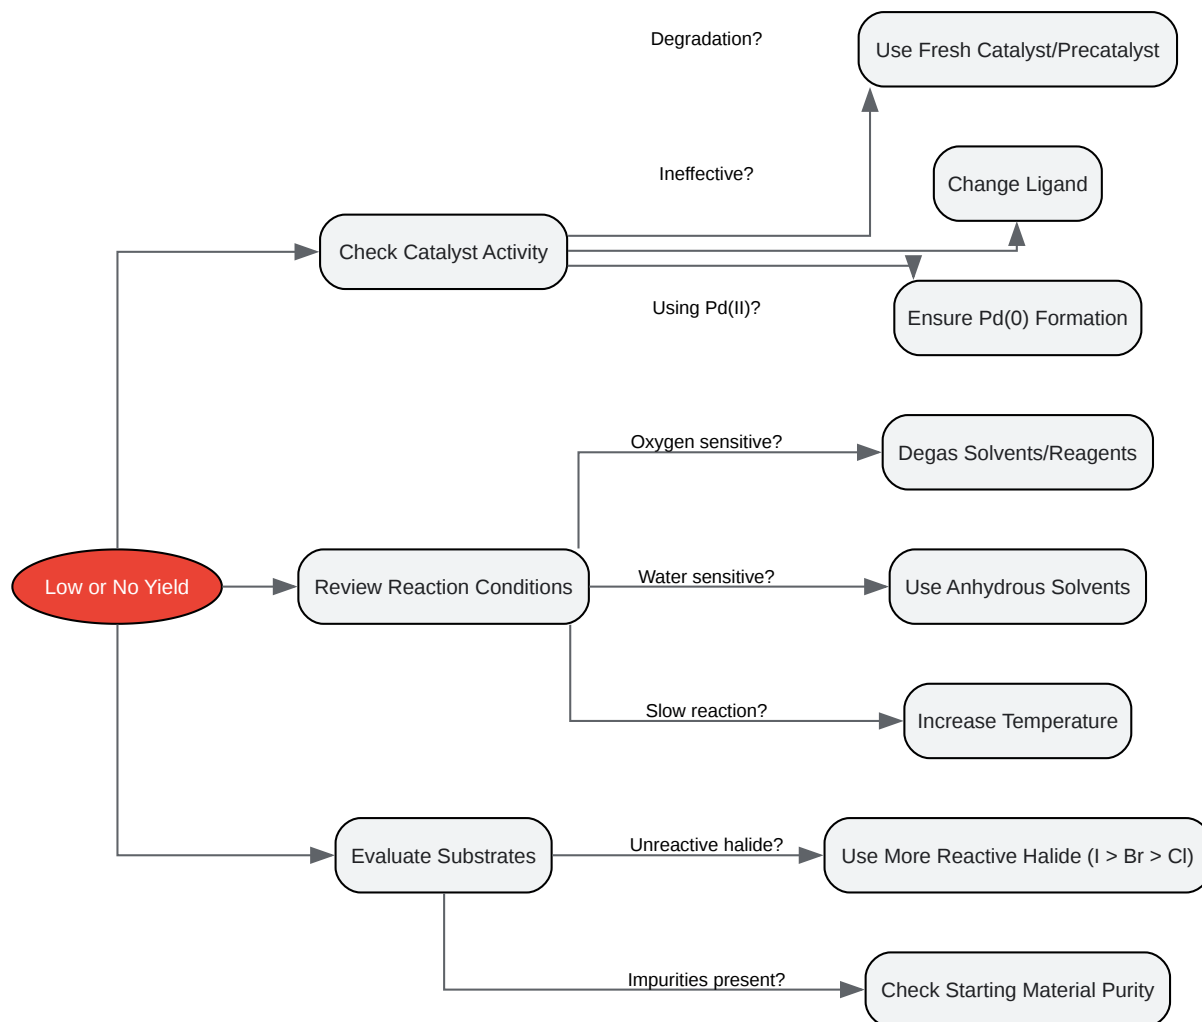 Degradation?
Use Fresh Catalyst/Precatalyst
Ineffective?
Change Ligand
Check Catalyst Activity
Using Pd(II)?
Ensure Pd(0) Formation
Oxygen sensitive?
Degas Solvents/Reagents
Low or No Yield
Review Reaction Conditions
Water sensitive?
Use Anhydrous Solvents
Slow reaction?
Increase Temperature
Evaluate Substrates
Unreactive halide?
Use More Reactive Halide (I > Br > Cl)
Impurities present?
Check Starting Material Purity